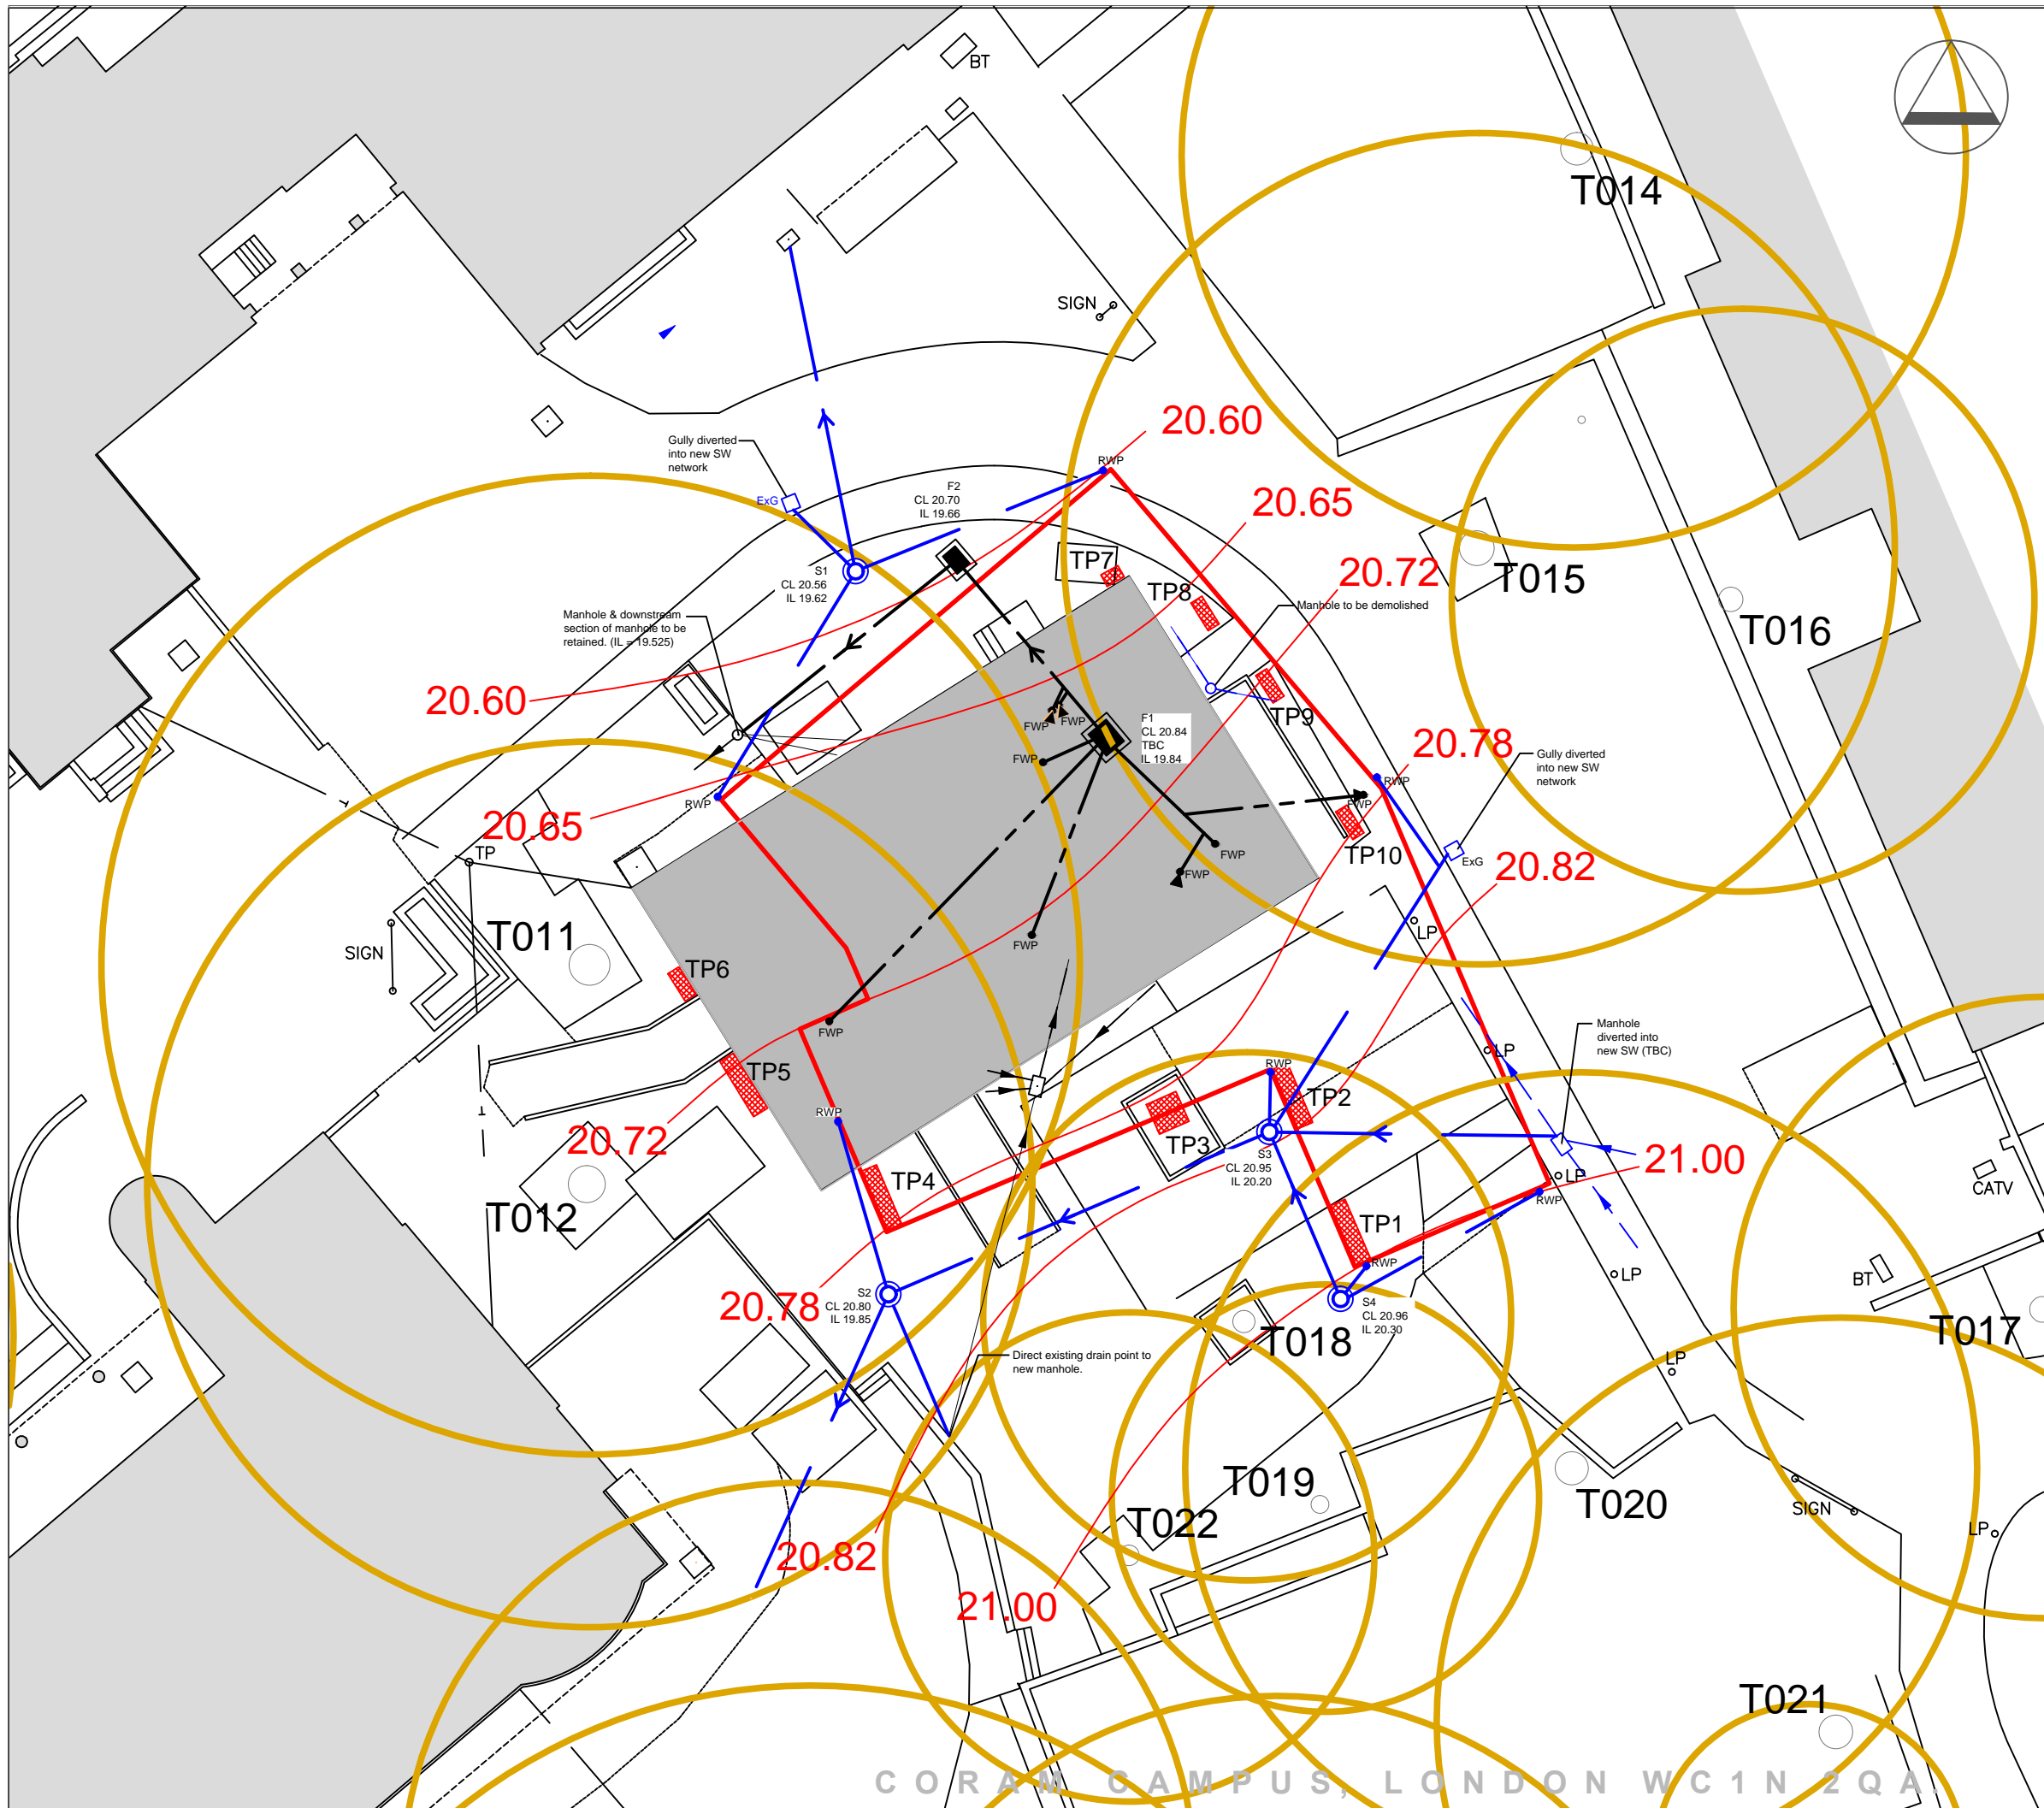 BT
T014
SIGN
20.60
Gully diverted
into new SW
network
RWP
F2
CL 20.70
IL 19.66
ExG
20.65
TP7
20.72
T015
S1
CL 20.56
IL 19.62
TP8
Manhole to be demolished
T016
Manhole & downstream
section of manhole to be
retained. (IL = 19.525)
20.60
FWP
FWP
TP9
F1
CL 20.84
TBC
IL 19.84
20.78
Gully diverted
into new SW
network
FWP
RWP
RWP
FWP
20.65
TP
FWP
TP10
ExG
20.82
FWP
T011
LP
SIGN
FWP
TP6
FWP
Manhole
diverted into
new SW (TBC)
LP
TP5
RWP
TP2
RWP
20.72
TP3
S3
CL 20.95
IL 20.20
21.00
LP
TP4
CATV
RWP
T012
TP1
RWP
BT
LP
20.78
S2
CL 20.80
IL 19.85
S4
CL 20.96
IL 20.30
T018
T017
Direct existing drain point to
new manhole.
LP
T019
T020
SIGN
T022
LP
20.82
21.00
T021
CORAM CAMPUS, LONDON WC1N 2QA